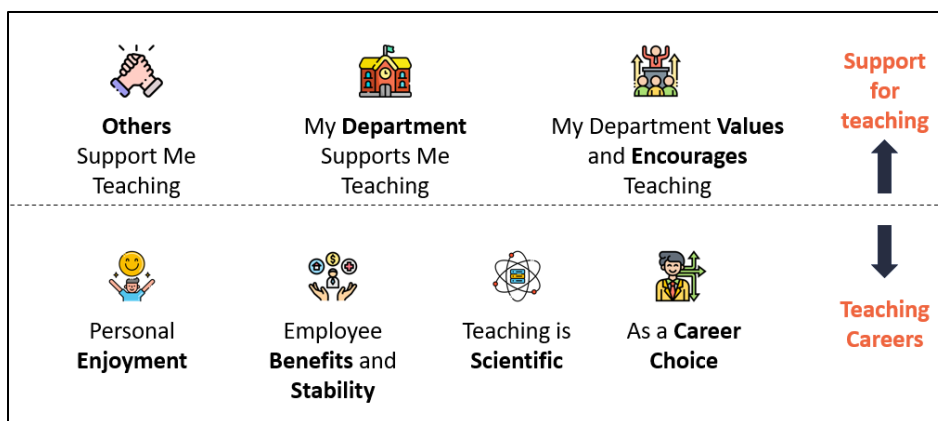 Others
Support Me
Teaching
My Department
Supports Me
Teaching
My Department Values
and Encourages
Teaching
Support
for
teaching
Personal
Enjoyment
Employee
Benefits and
Stability
Teaching is
Scientific
As a Career
Choice
Teaching
Careers